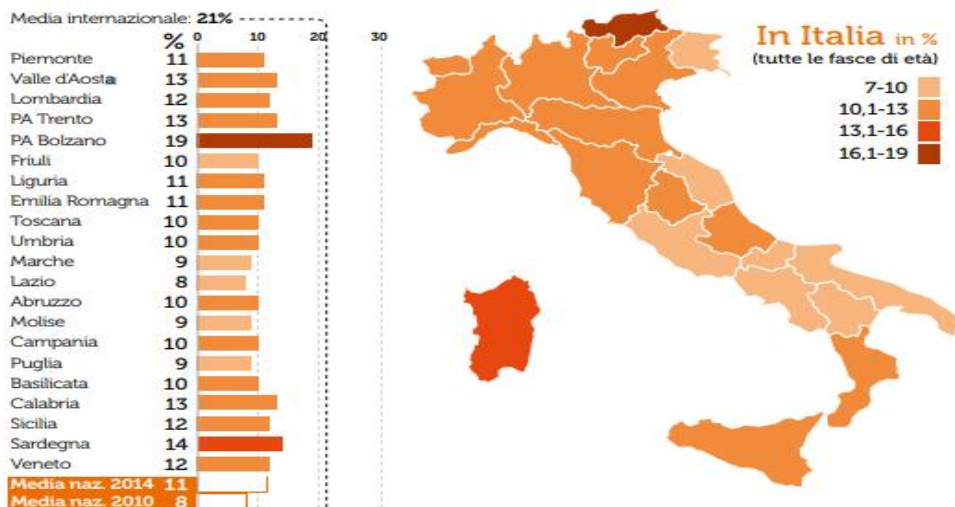 Media internazionale: 21%
% 0 10 20 30
Piemonte 11
Valle d'Aosta 13
Lombardia 12
PA Trento 13
PA Bolzano 19
Friuli 10
Liguria 11
Emilia Romagna 11
Toscana 10
Umbria 10
Marche 9
Lazio 8
Abruzzo 10
Molise 9
Campania 10
Puglia 9
Basilicata 10
Calabria 13
Sicilia 12
Sardegna 14
Veneto 12
Media naz. 2014 11
Media naz. 2010 8
In Italia in %
(tutte le fasce di età)
7-10
10,1-13
13,1-16
16,1-19